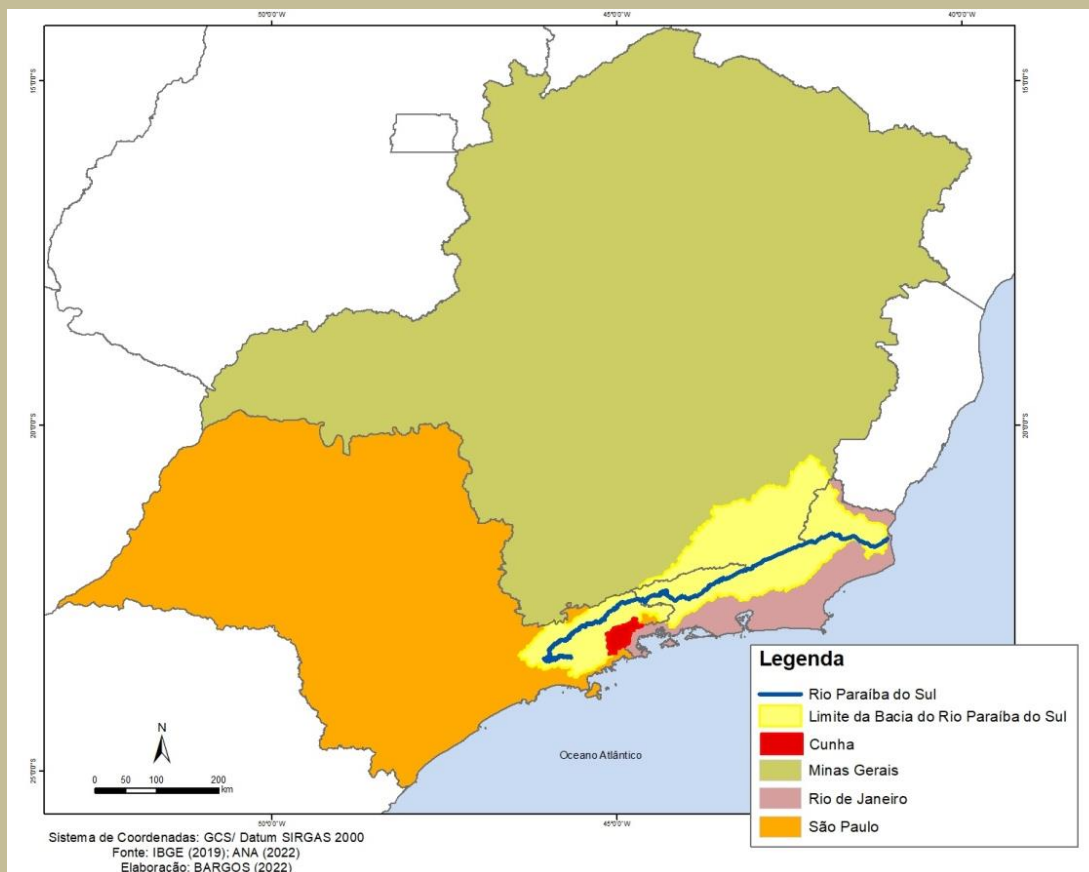 50°0'0"W 45°0'0"W 40°0'0"W
15°0'0"S 15°0'0"S
20°0'0"S 20°0'0"S
25°0'0"S
Legenda
Rio Paraíba do Sul
Limite da Bacia do Rio Paraíba do Sul
Cunha
Minas Gerais
Rio de Janeiro
São Paulo
N
0 50 100 200
km
Oceano Atlântico
50°0'0"W 45°0'0"W
Sistema de Coordenadas: GCS/ Datum SIRGAS 2000
Fonte: IBGE (2019); ANA (2022)
Elaboração: BARGOS (2022)